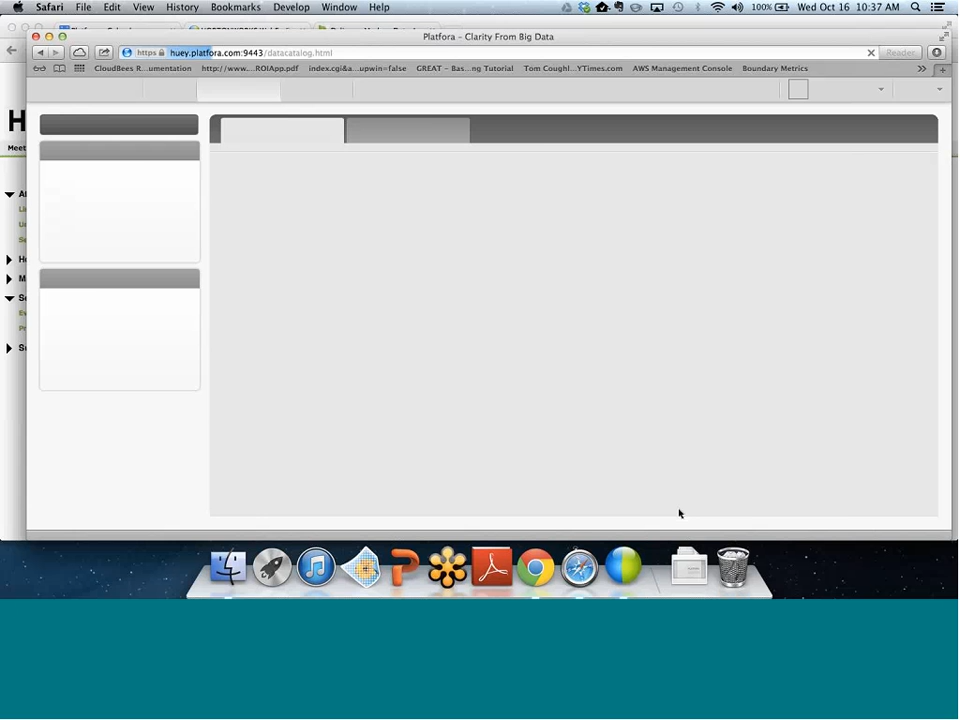 Safari File Edit View History Bookmarks Develop Window Help 100% Wed Oct 16 10:37 AM
Platfora - Clarity From Big Data
https huey.platfora.com:9443/datacatalog.html Reader
CloudBees R...umentation http://www....ROIApp.pdf index.cgi&a...upwin=false GREAT – Bas...ng Tutorial Tom Coughl...YTimes.com AWS Management Console Boundary Metrics
H
Meet